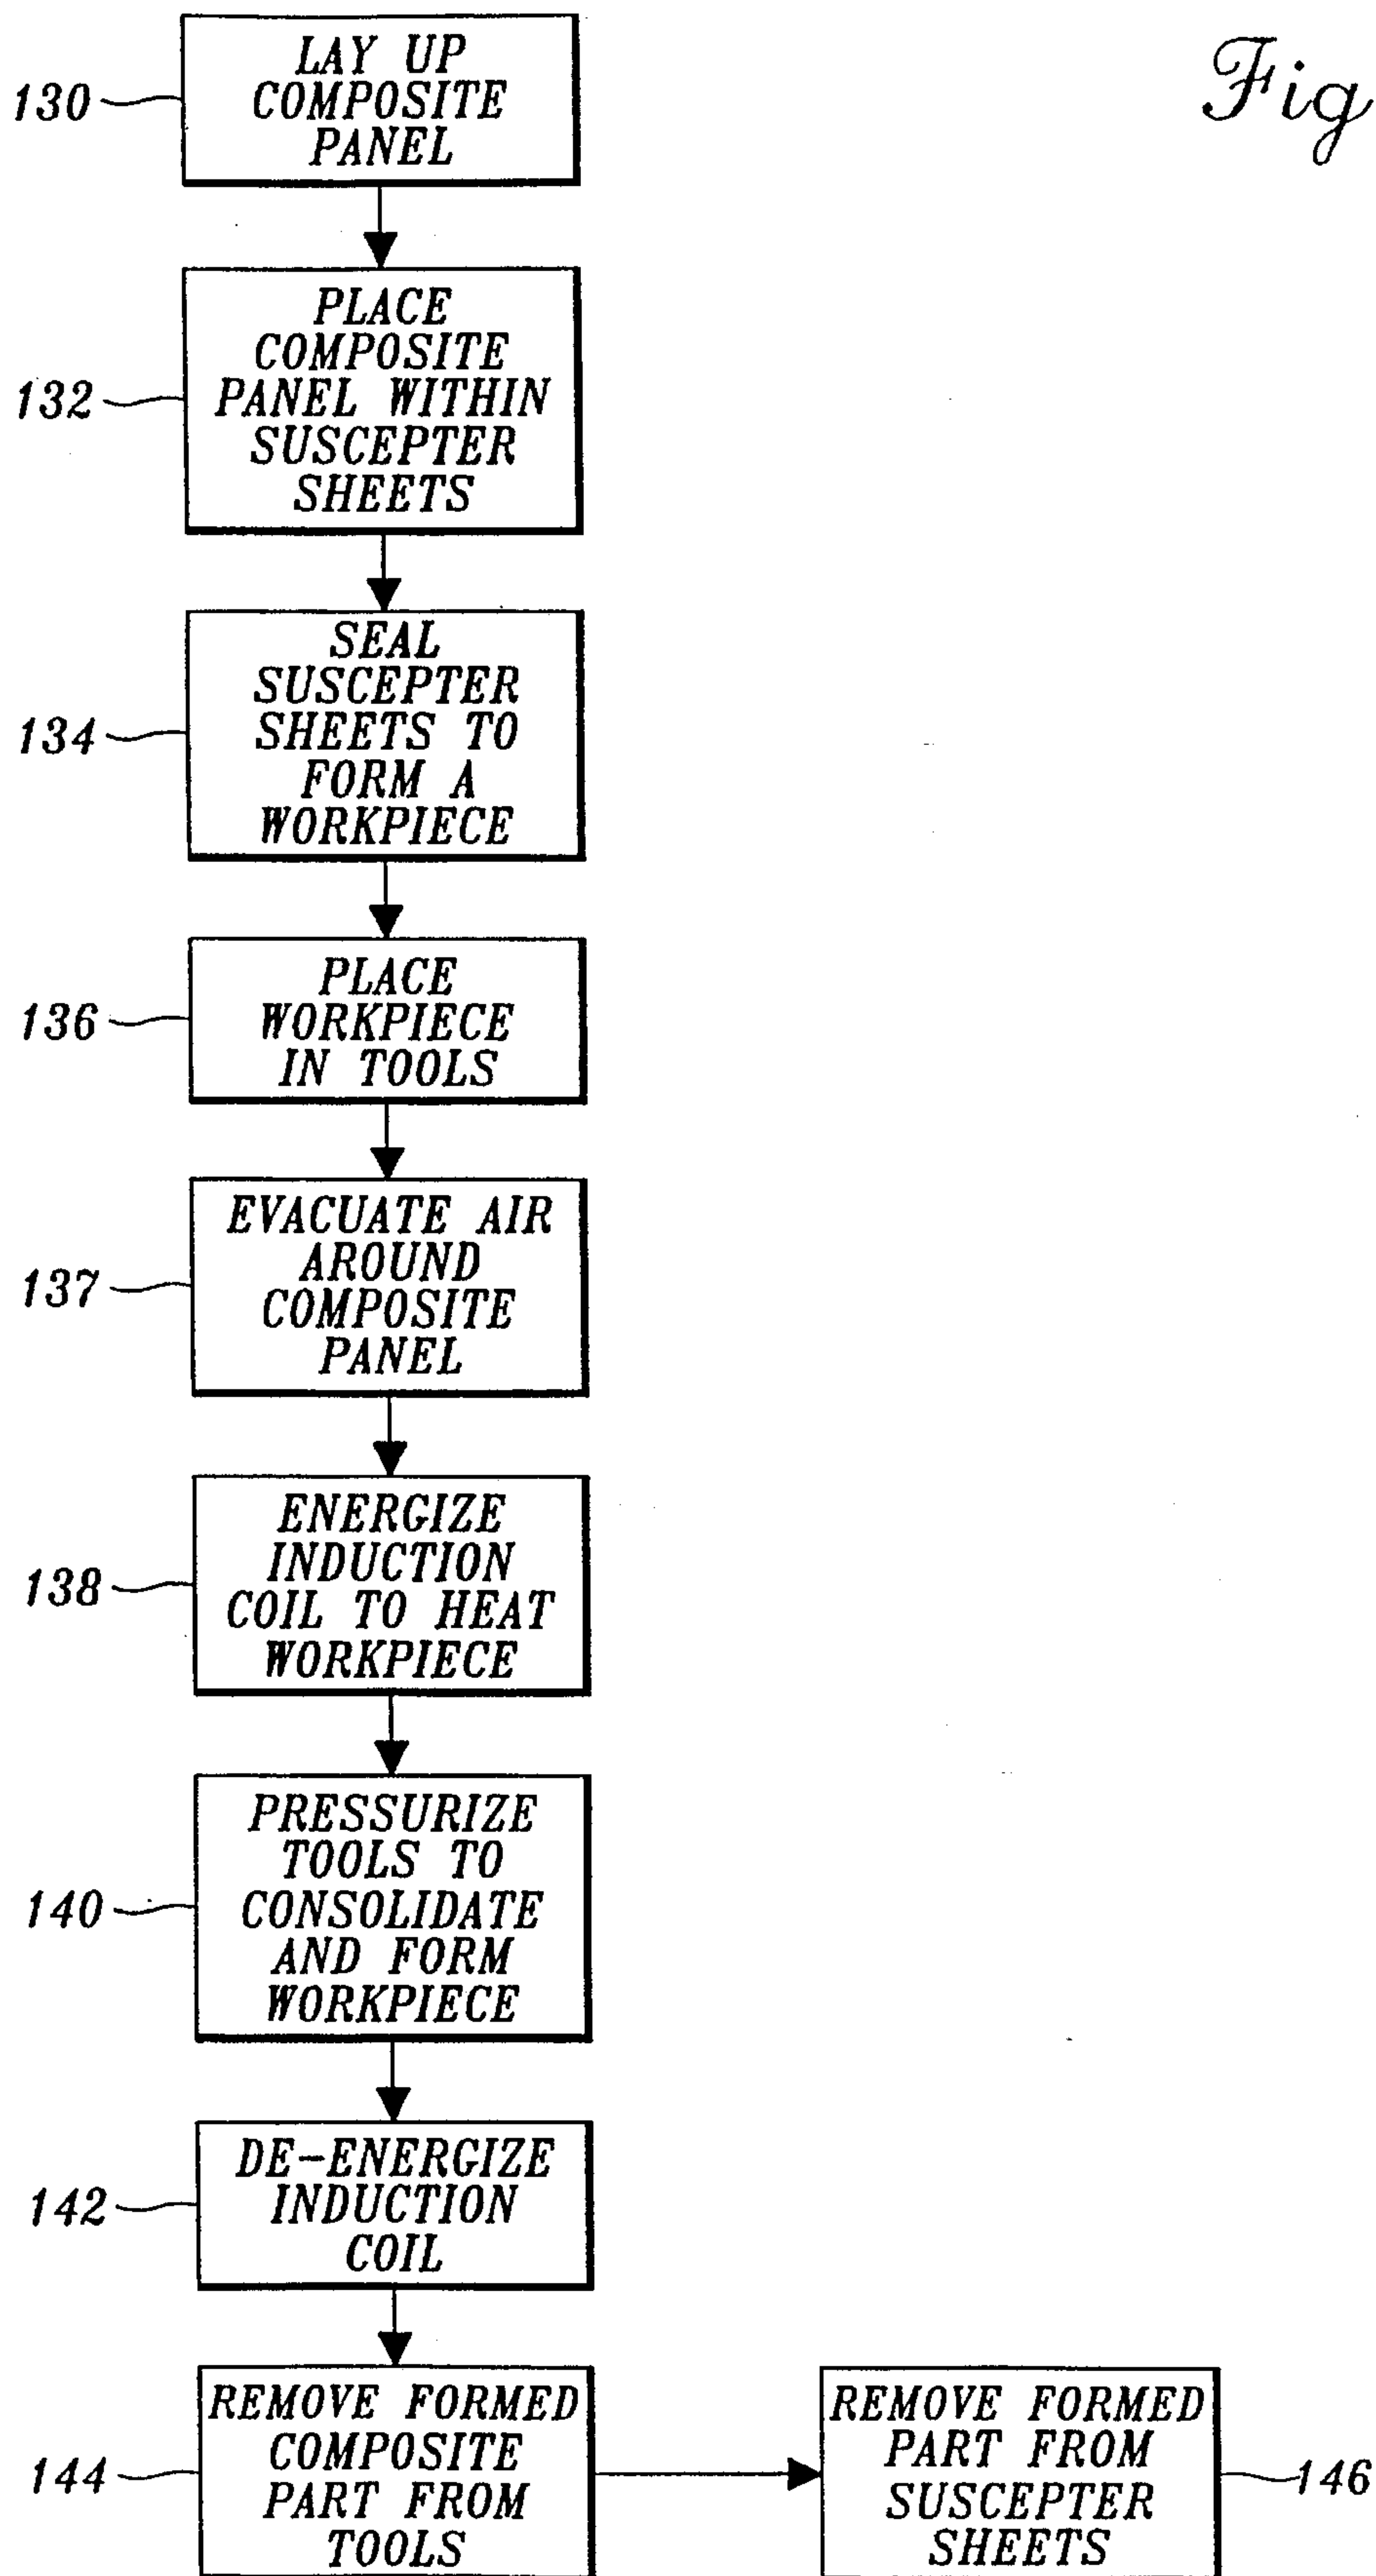 Fig
130
LAY UP
COMPOSITE
PANEL
132
PLACE
COMPOSITE
PANEL WITHIN
SUSCEPTER
SHEETS
134
SEAL
SUSCEPTER
SHEETS TO
FORM A
WORKPIECE
136
PLACE
WORKPIECE
IN TOOLS
137
EVACUATE AIR
AROUND
COMPOSITE
PANEL
138
ENERGIZE
INDUCTION
COIL TO HEAT
WORKPIECE
140
PRESSURIZE
TOOLS TO
CONSOLIDATE
AND FORM
WORKPIECE
142
DE-ENERGIZE
INDUCTION
COIL
144
REMOVE FORMED
COMPOSITE
PART FROM
TOOLS
REMOVE FORMED
PART FROM
SUSCEPTER
SHEETS
146